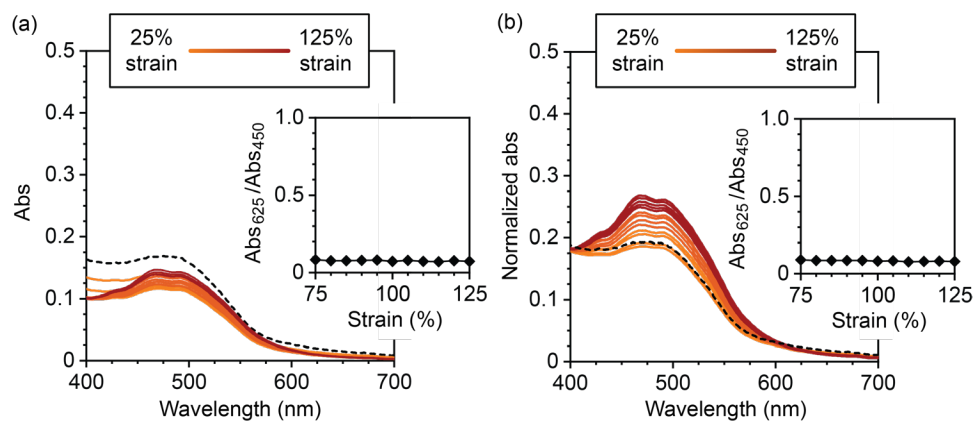 (a)
25% strain
125% strain
0.5
0.4
0.3
0.2
0.1
0
Abs
400
500
600
700
Wavelength (nm)
1.0
0.5
0
Abs625/Abs450
75
100
125
Strain (%)
(b)
25% strain
125% strain
0.5
0.4
0.3
0.2
0.1
0
Normalized abs
400
500
600
700
Wavelength (nm)
1.0
0.5
0
Abs625/Abs450
75
100
125
Strain (%)